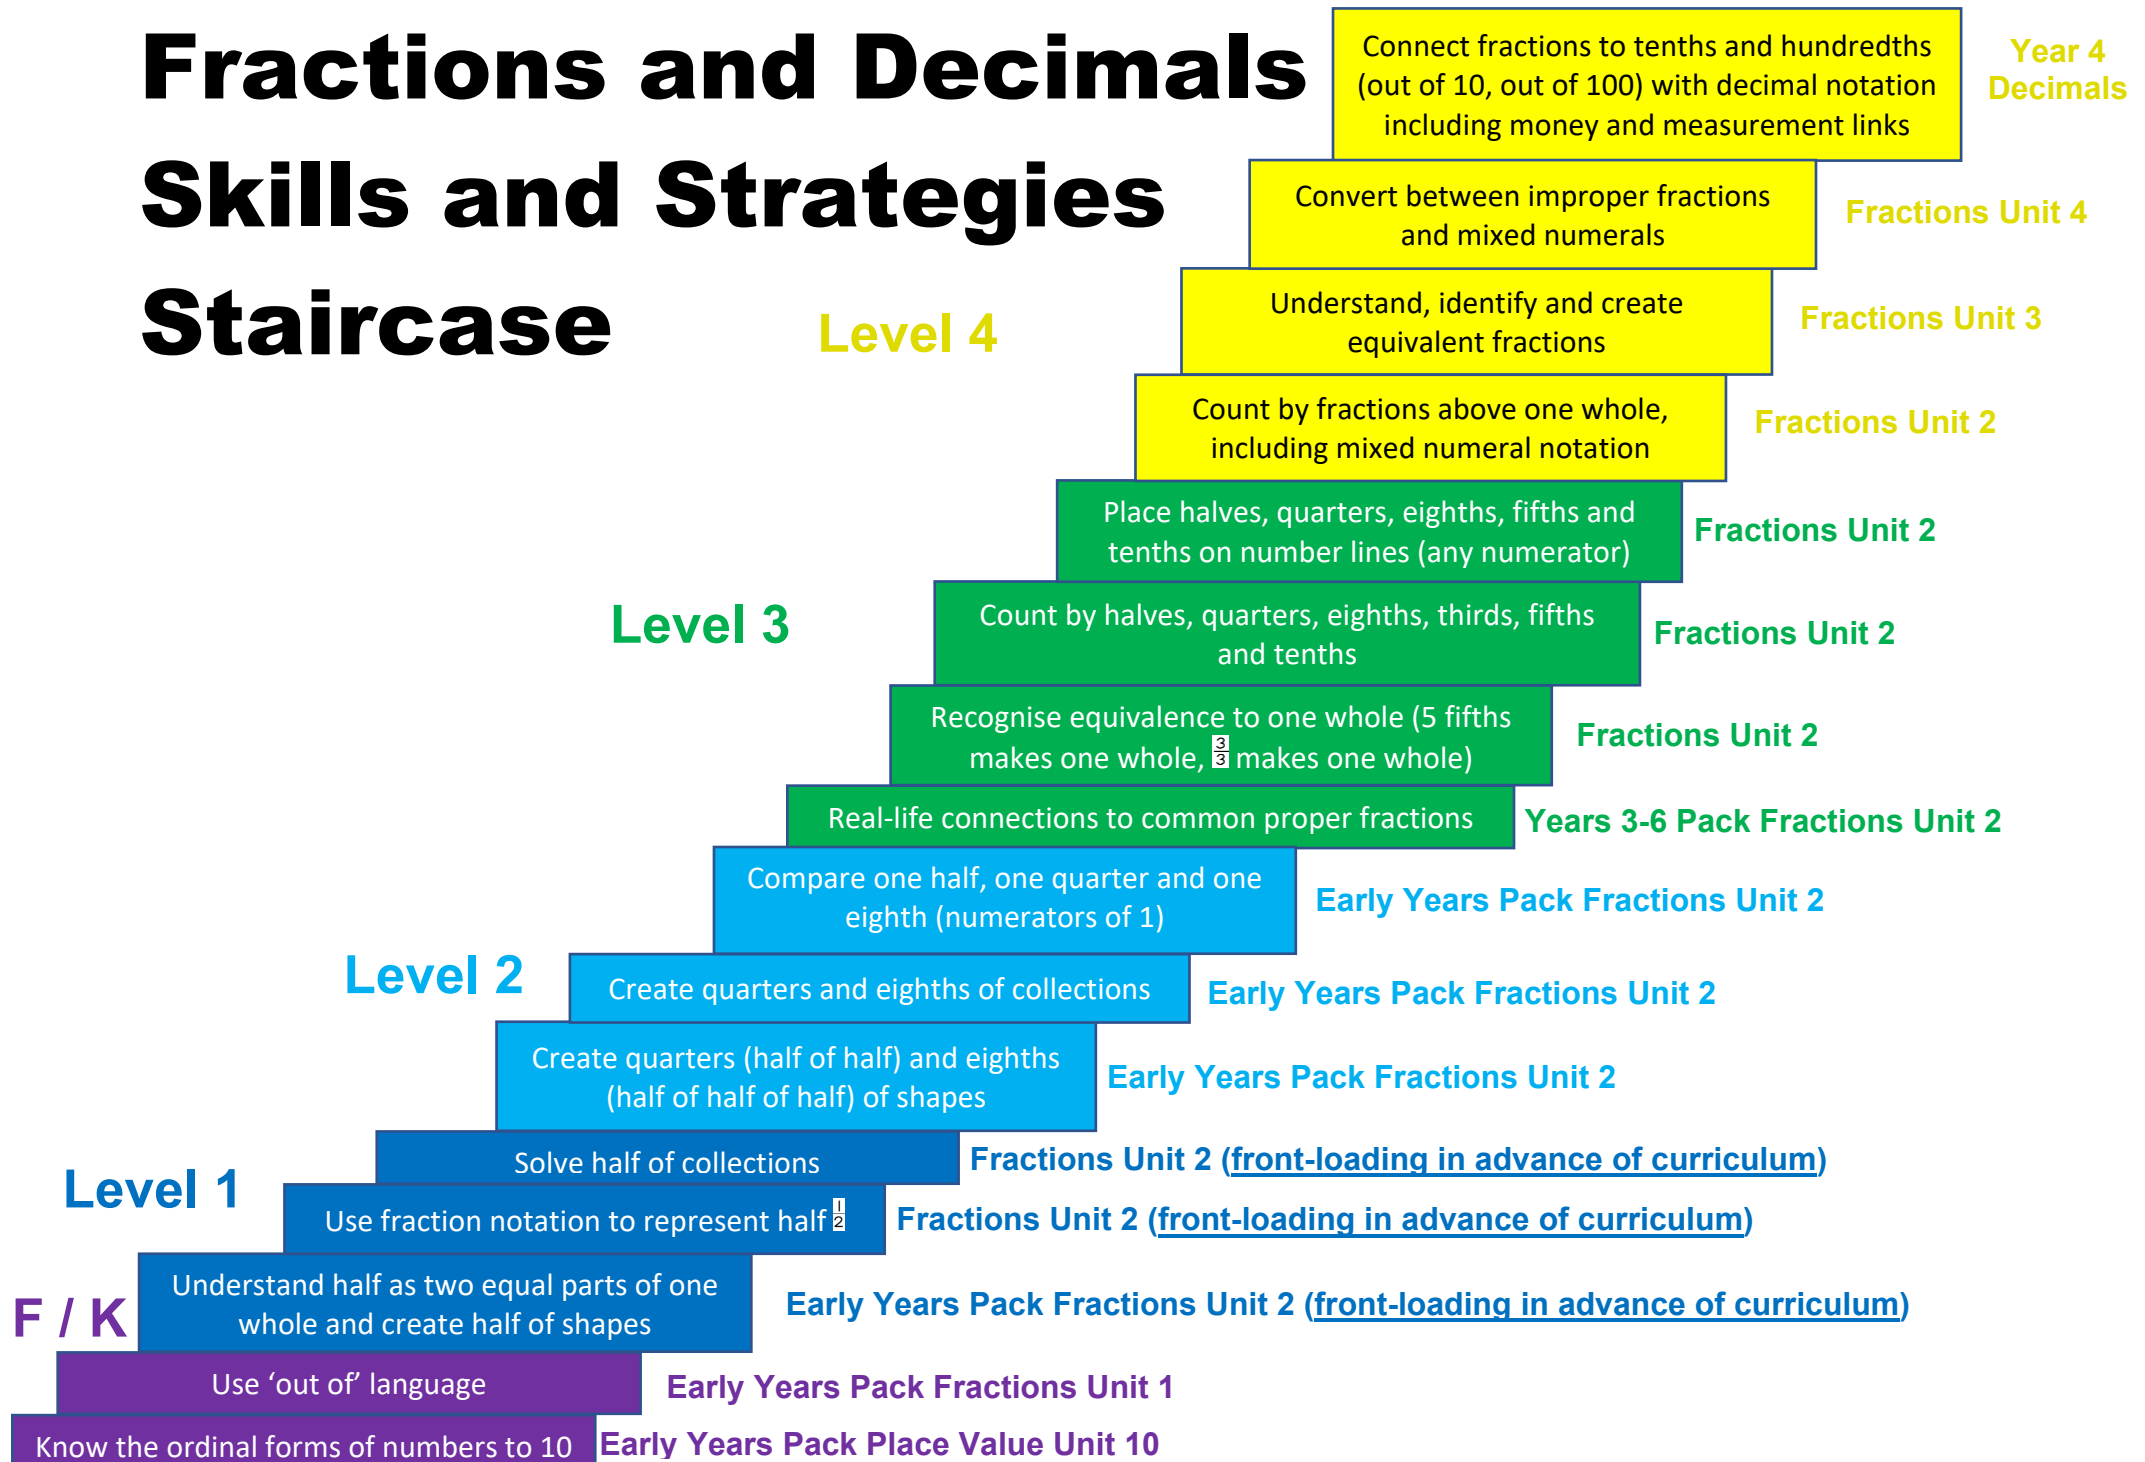 Fractions and Decimals
Skills and Strategies
Staircase
Connect fractions to tenths and hundredths
(out of 10, out of 100) with decimal notation
including money and measurement links
Year 4
Decimals
Convert between improper fractions
and mixed numerals
Fractions Unit 4
Level 4
Understand, identify and create
equivalent fractions
Fractions Unit 3
Count by fractions above one whole,
including mixed numeral notation
Fractions Unit 2
Place halves, quarters, eighths, fifths and
tenths on number lines (any numerator)
Fractions Unit 2
Level 3
Count by halves, quarters, eighths, thirds, fifths
and tenths
Fractions Unit 2
Recognise equivalence to one whole (5 fifths
makes one whole, 3/3 makes one whole)
Fractions Unit 2
Real-life connections to common proper fractions
Years 3-6 Pack Fractions Unit 2
Compare one half, one quarter and one
eighth (numerators of 1)
Early Years Pack Fractions Unit 2
Level 2
Create quarters and eighths of collections
Early Years Pack Fractions Unit 2
Create quarters (half of half) and eighths
(half of half of half) of shapes
Early Years Pack Fractions Unit 2
Level 1
Solve half of collections
Fractions Unit 2 (front-loading in advance of curriculum)
Use fraction notation to represent half 1/2
Fractions Unit 2 (front-loading in advance of curriculum)
F / K
Understand half as two equal parts of one
whole and create half of shapes
Early Years Pack Fractions Unit 2 (front-loading in advance of curriculum)
Use ‘out of’ language
Early Years Pack Fractions Unit 1
Know the ordinal forms of numbers to 10
Early Years Pack Place Value Unit 10